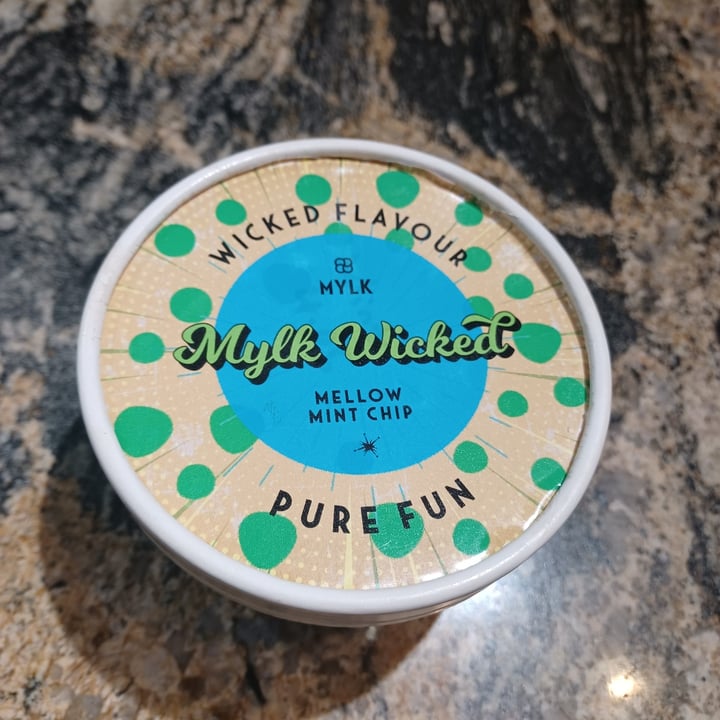 WICKED FLAVOUR
MYLK
Mylk Wicked
MELLOW
MINT CHIP
PURE FUN